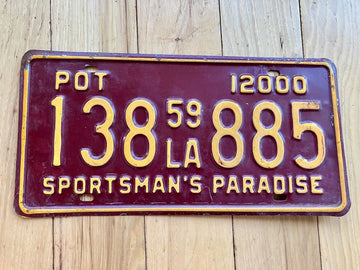 POT 12000
138 59 LA 885
SPORTSMAN'S PARADISE